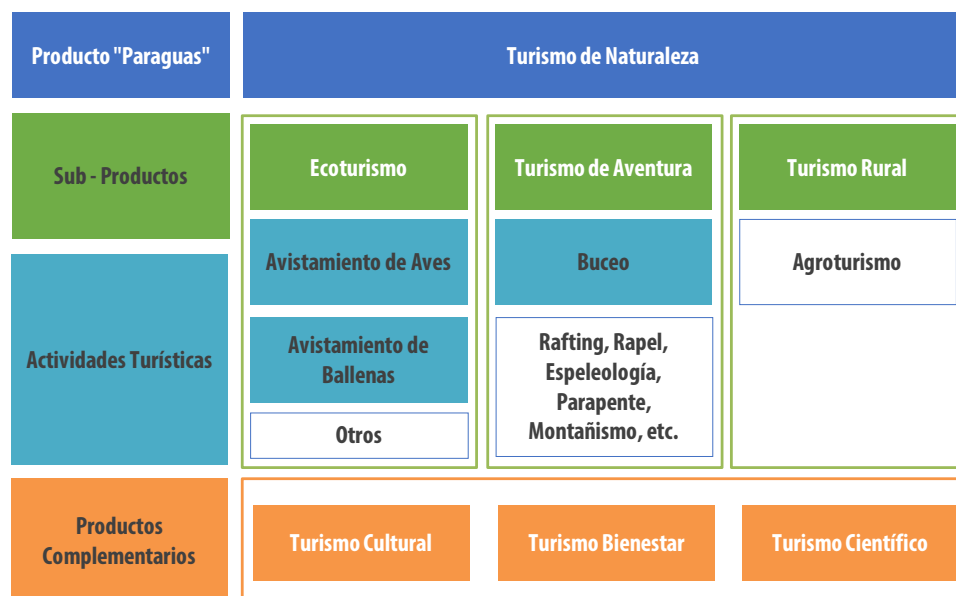 Producto "Paraguas"
Turismo de Naturaleza
Sub - Productos
Ecoturismo
Turismo de Aventura
Turismo Rural
Actividades Turísticas
Avistamiento de Aves
Buceo
Agroturismo
Avistamiento de
Ballenas
Rafting, Rapel,
Espeleología,
Parapente,
Montañismo, etc.
Otros
Productos
Complementarios
Turismo Cultural
Turismo Bienestar
Turismo Científico